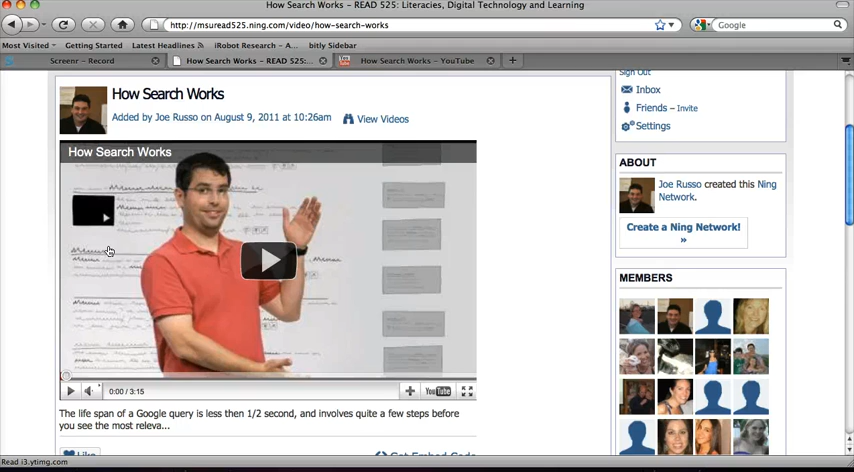 How Search Works - READ 525: Literacies, Digital Technology and Learning
http://msuread525.ning.com/video/how-search-works
Google
Most Visited
Getting Started
Latest Headlines
iRobot Research - A...
bitly Sidebar
Screenr - Record
How Search Works - READ 525:...
How Search Works - YouTube
How Search Works
Added by Joe Russo on August 9, 2011 at 10:26am
View Videos
How Search Works
0:00 / 3:15
YouTube
The life span of a Google query is less then 1/2 second, and involves quite a few steps before
you see the most releva...
Like
Get Embed Code
Sign Out
Inbox
Friends – Invite
Settings
ABOUT
Joe Russo created this Ning
Network.
Create a Ning Network!
»
MEMBERS
Read i3.ytimg.com